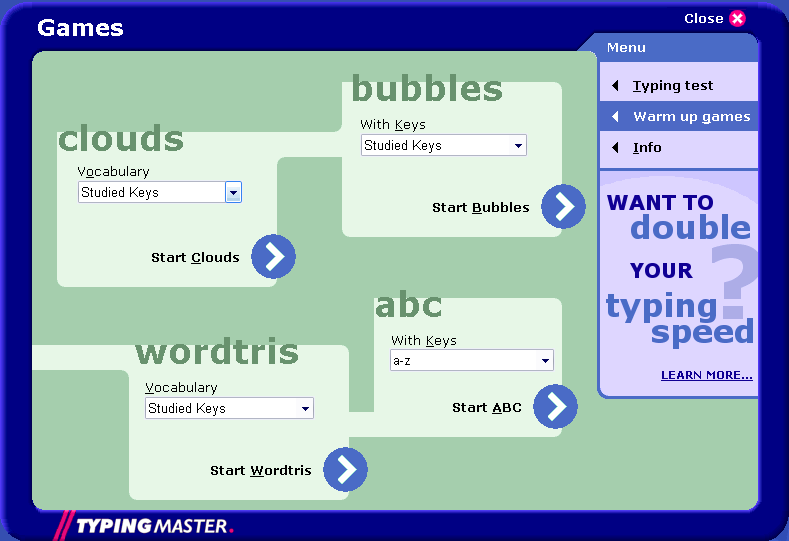 Games
Close
clouds
Vocabulary
Studied Keys
Start Clouds
bubbles
With Keys
Studied Keys
Start Bubbles
wordtris
Vocabulary
Studied Keys
Start Wordtris
abc
With Keys
a-z
Start ABC
Menu
Typing test
Warm up games
Info
WANT TO
double
YOUR
?
typing
speed
LEARN MORE...
TYPING MASTER.